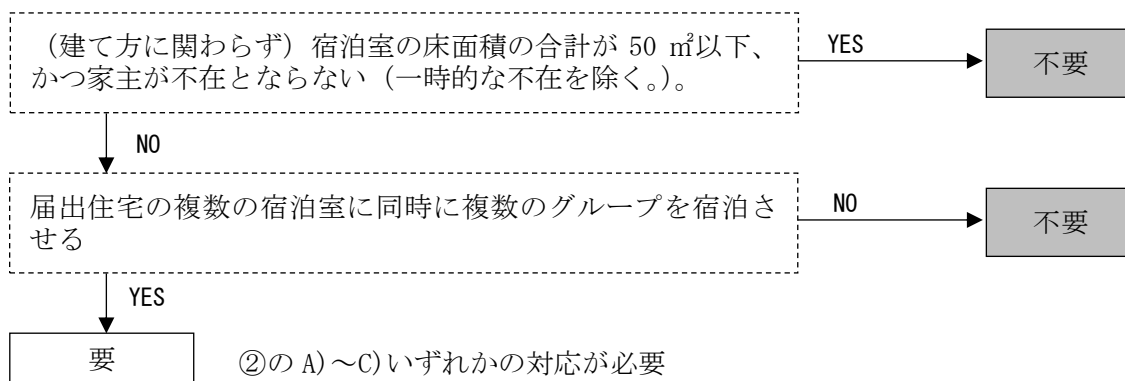 （建て方に関わらず）宿泊室の床面積の合計が 50 ㎡以下、
かつ家主が不在とならない（一時的な不在を除く。）。
YES
不要
NO
届出住宅の複数の宿泊室に同時に複数のグループを宿泊さ
せる
NO
不要
YES
要
②の A)～C)いずれかの対応が必要